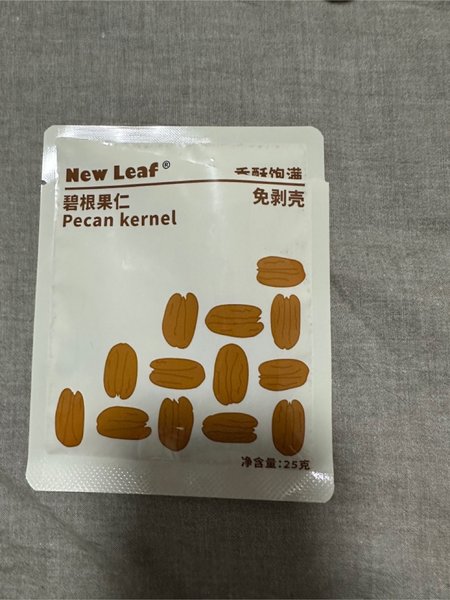 New Leaf®
香酥饱满
碧根果仁
免剥壳
Pecan kernel
净含量:25克